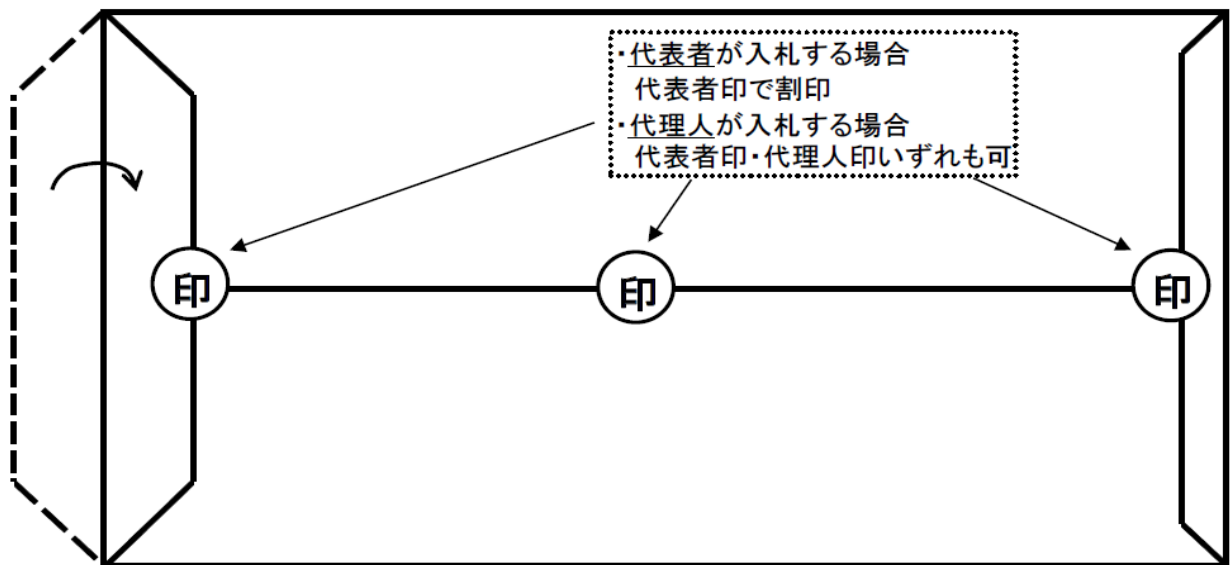 ・代表者が入札する場合
代表者印で割印
・代理人が入札する場合
代表者印・代理人印いずれも可
印
印
印